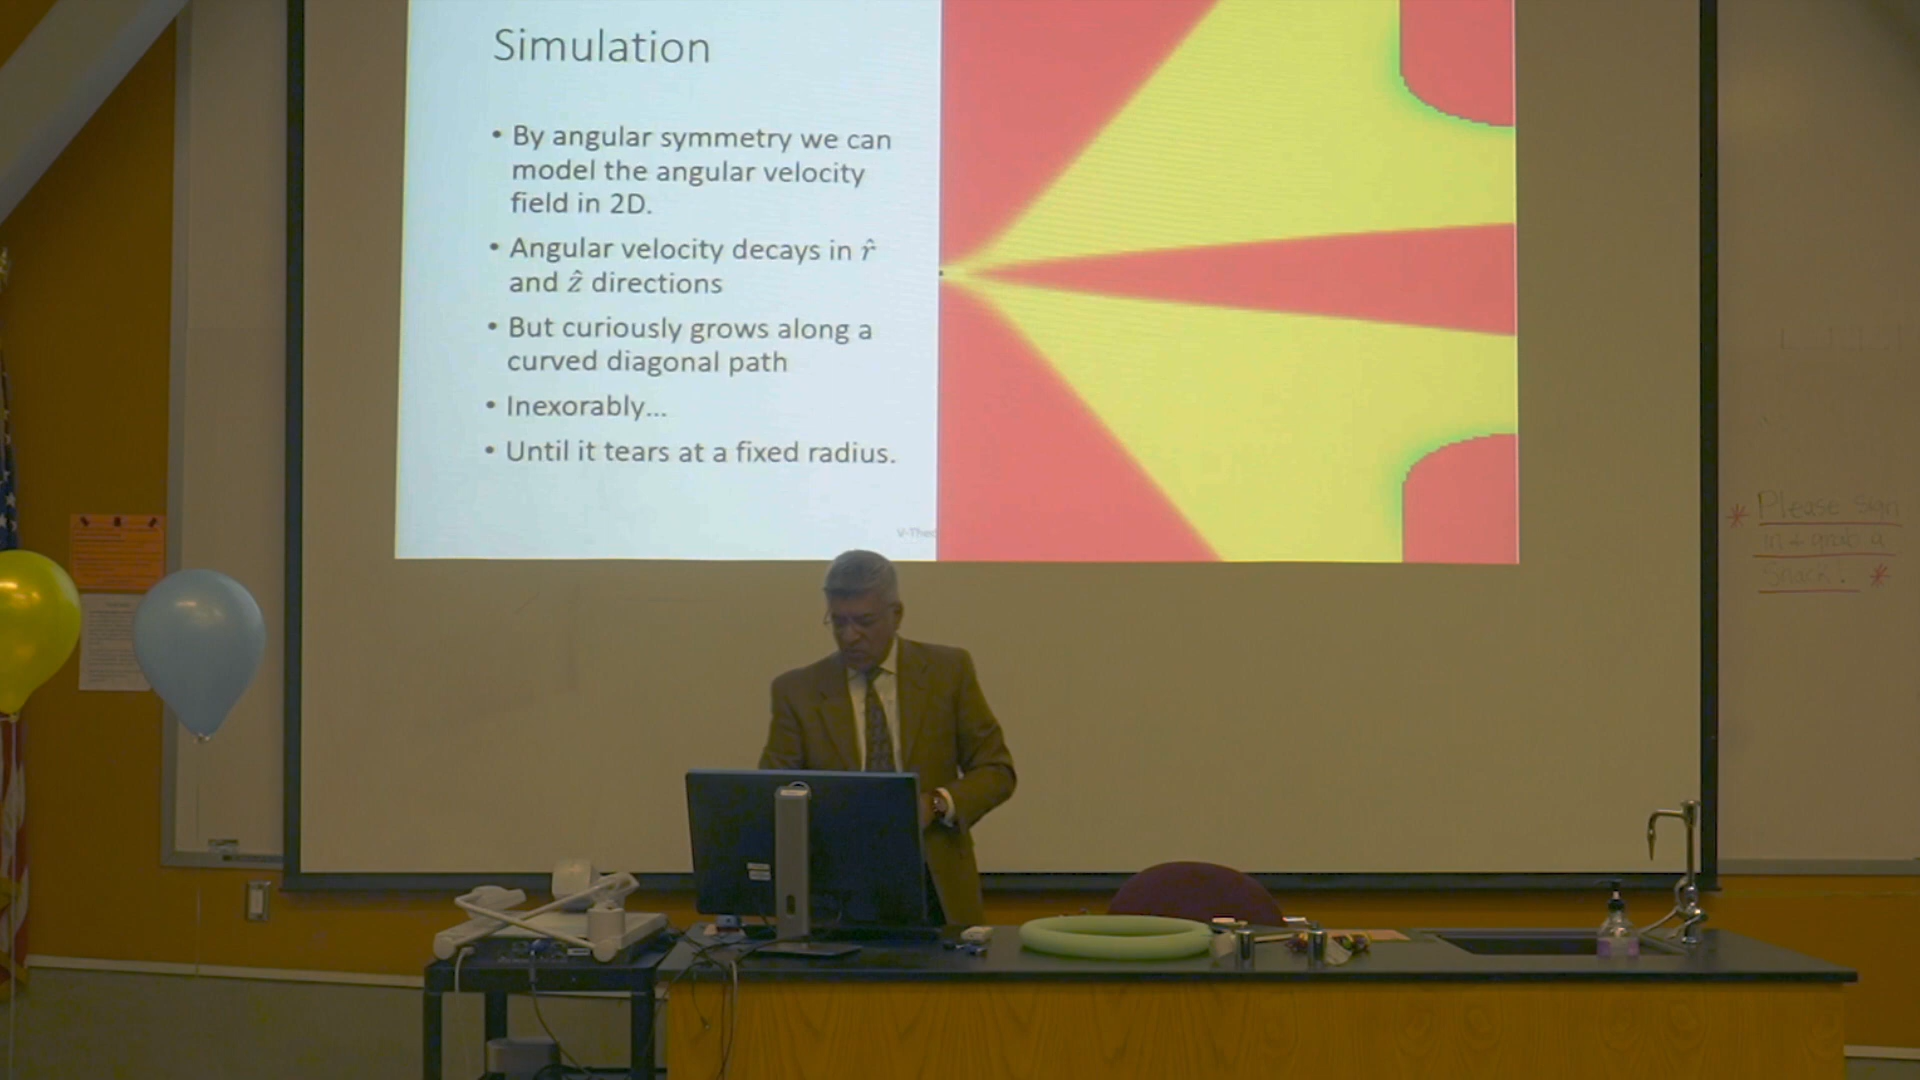 Simulation
• By angular symmetry we can
model the angular velocity
field in 2D.
• Angular velocity decays in r̂
and ẑ directions
• But curiously grows along a
curved diagonal path
• Inexorably...
• Until it tears at a fixed radius.
V-Theo
* Please Sign
in + grab a
Snack! *